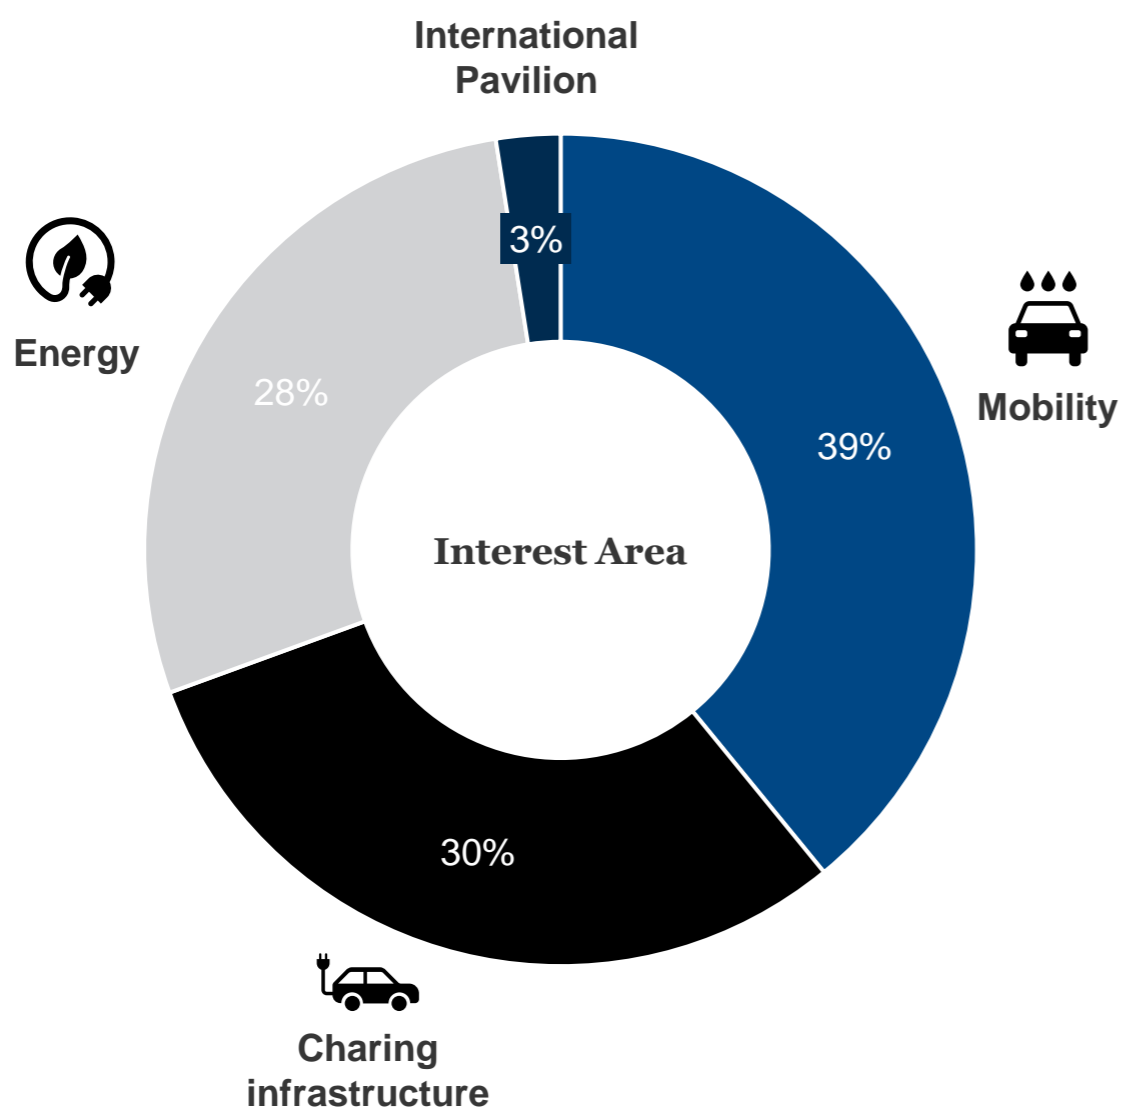 International
Pavilion
3%
Energy
28%
Mobility
39%
Interest Area
30%
Charing
infrastructure